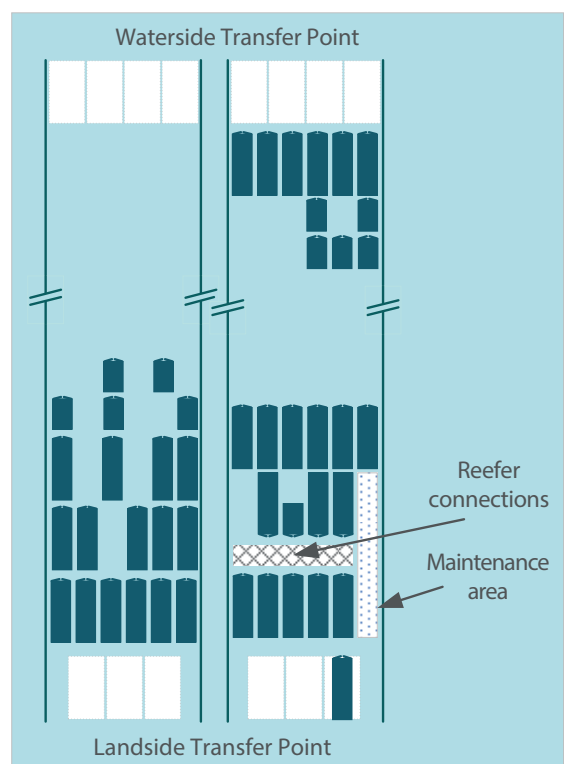 Waterside Transfer Point
Reefer
connections
Maintenance
area
Landside Transfer Point